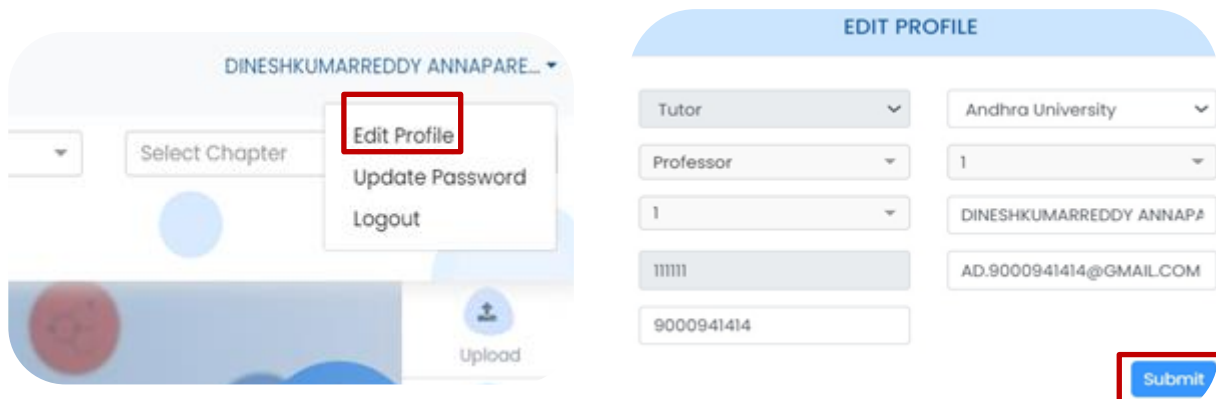 DINESHKUMARREDDY ANNAPARE...
Select Chapter
Edit Profile
Update Password
Logout
Upload
EDIT PROFILE
Tutor
Andhra University
Professor
1
1
DINESHKUMARREDDY ANNAPA
111111
AD.9000941414@GMAIL.COM
9000941414
Submit